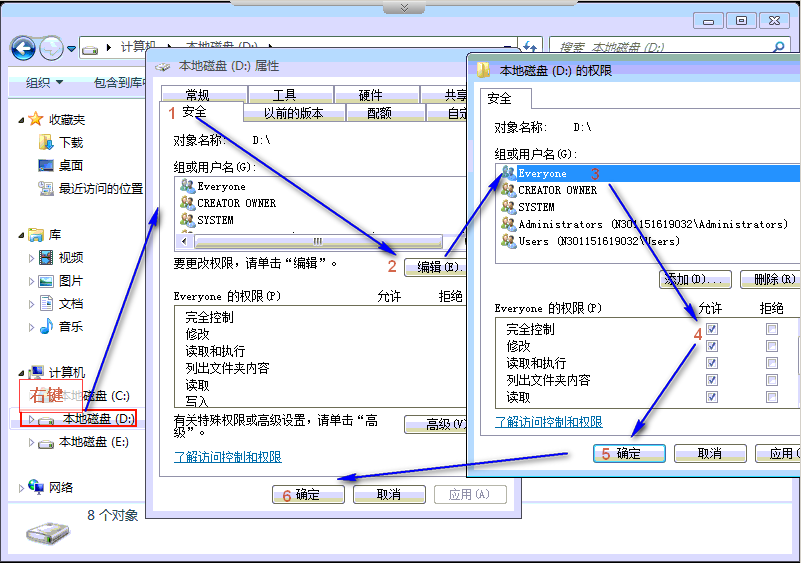 计算机
本地磁盘 (D:)
搜索 本地磁盘 (D:)
组织
包含到库中
收藏夹
下载
桌面
最近访问的位置
库
视频
图片
文档
音乐
计算机
右键
本地磁盘 (C:)
本地磁盘 (D:)
本地磁盘 (E:)
网络
8 个对象
本地磁盘 (D:) 属性
常规
工具
硬件
共享
1
安全
以前的版本
配额
自定
对象名称: D:\
组或用户名(G):
Everyone
CREATOR OWNER
SYSTEM
要更改权限，请单击“编辑”。
2
编辑(E).
Everyone 的权限(P)
允许
拒绝
完全控制
修改
读取和执行
列出文件夹内容
读取
写入
有关特殊权限或高级设置，请单击“高
级”。
高级(V)
了解访问控制和权限
6 确定
取消
应用(A)
本地磁盘 (D:) 的权限
安全
对象名称: D:\
组或用户名(G):
Everyone
3
CREATOR OWNER
SYSTEM
Administrators (N301151619032\Administrators)
Users (N301151619032\Users)
添加(D)...
删除(R)
Everyone 的权限(P)
允许
拒绝
4
完全控制
修改
读取和执行
列出文件夹内容
读取
了解访问控制和权限
5 确定
取消
应用(